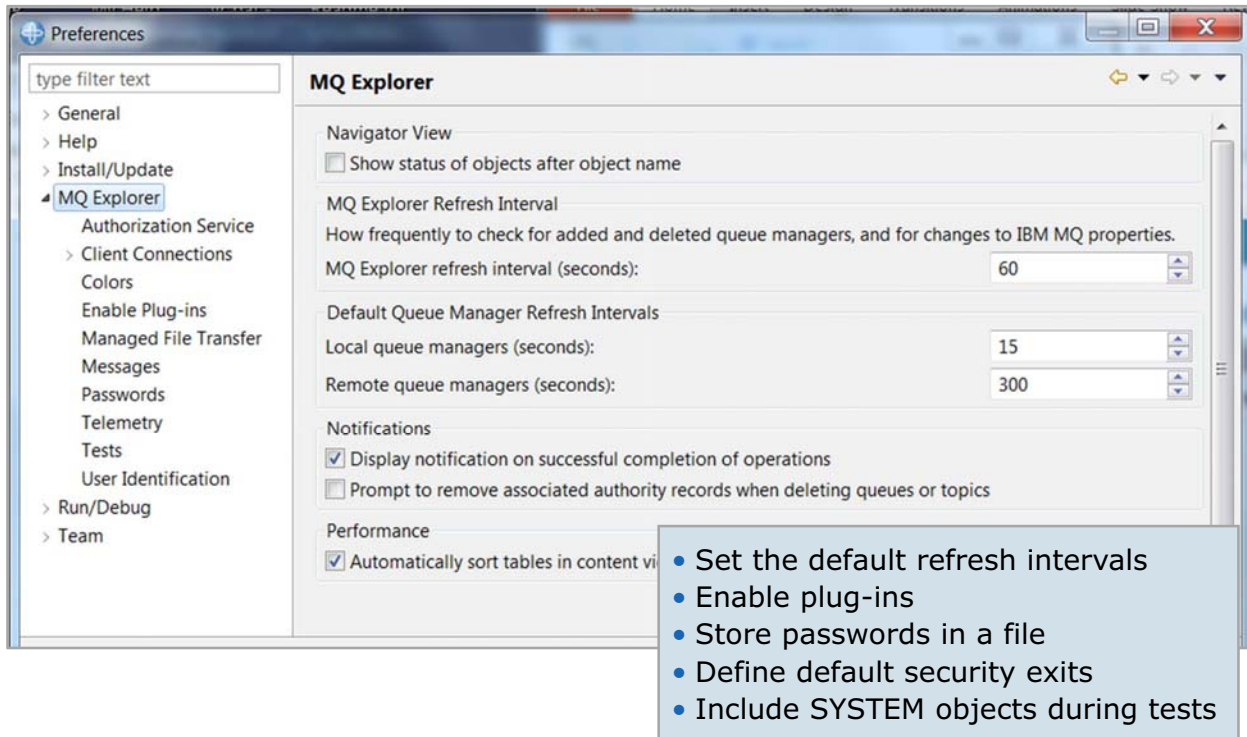 Preferences
type filter text
General
Help
Install/Update
MQ Explorer
Authorization Service
Client Connections
Colors
Enable Plug-ins
Managed File Transfer
Messages
Passwords
Telemetry
Tests
User Identification
Run/Debug
Team
MQ Explorer
Navigator View
Show status of objects after object name
MQ Explorer Refresh Interval
How frequently to check for added and deleted queue managers, and for changes to IBM MQ properties.
MQ Explorer refresh interval (seconds): 60
Default Queue Manager Refresh Intervals
Local queue managers (seconds): 15
Remote queue managers (seconds): 300
Notifications
Display notification on successful completion of operations
Prompt to remove associated authority records when deleting queues or topics
Performance
Automatically sort tables in content
• Set the default refresh intervals
• Enable plug-ins
• Store passwords in a file
• Define default security exits
• Include SYSTEM objects during tests